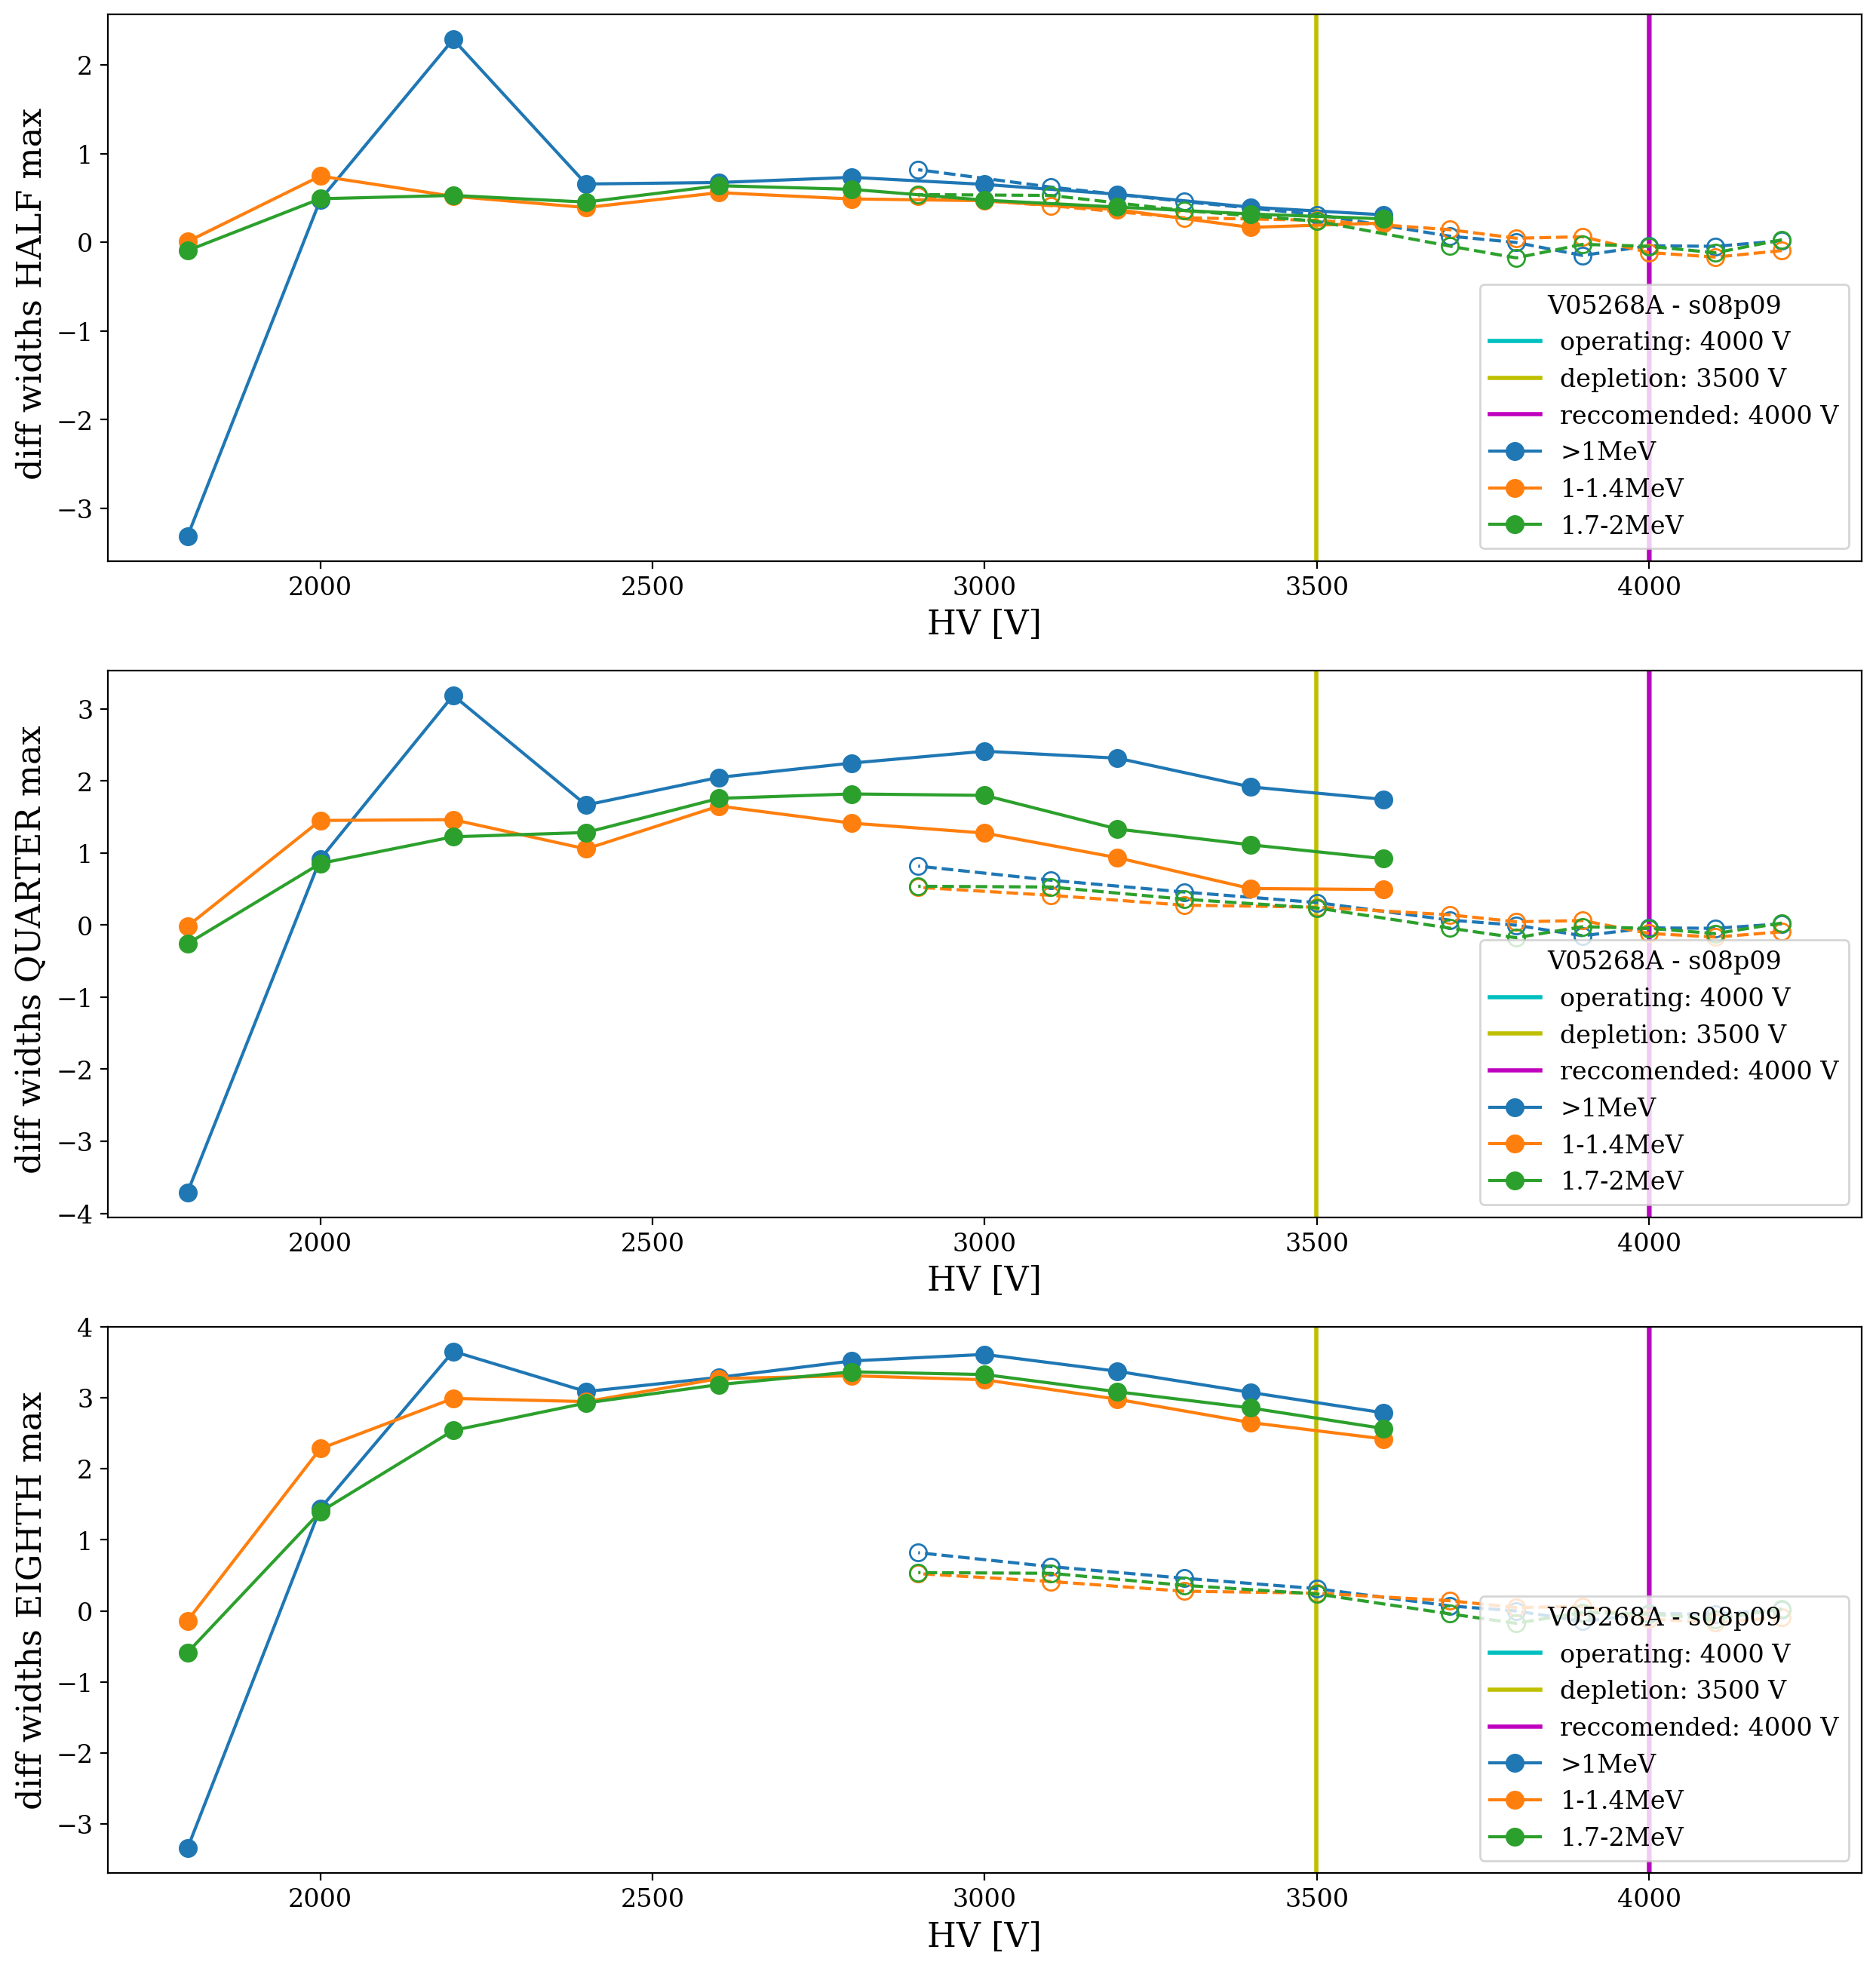 diff widths HALF max
2
1
0
−1
−2
−3
2000 2500 3000 3500 4000
HV [V]
V05268A - s08p09
operating: 4000 V
depletion: 3500 V
reccomended: 4000 V
>1MeV
1-1.4MeV
1.7-2MeV
diff widths QUARTER max
3
2
1
0
−1
−2
−3
−4
2000 2500 3000 3500 4000
HV [V]
V05268A - s08p09
operating: 4000 V
depletion: 3500 V
reccomended: 4000 V
>1MeV
1-1.4MeV
1.7-2MeV
diff widths EIGHTH max
4
3
2
1
0
−1
−2
−3
2000 2500 3000 3500 4000
HV [V]
V05268A - s08p09
operating: 4000 V
depletion: 3500 V
reccomended: 4000 V
>1MeV
1-1.4MeV
1.7-2MeV